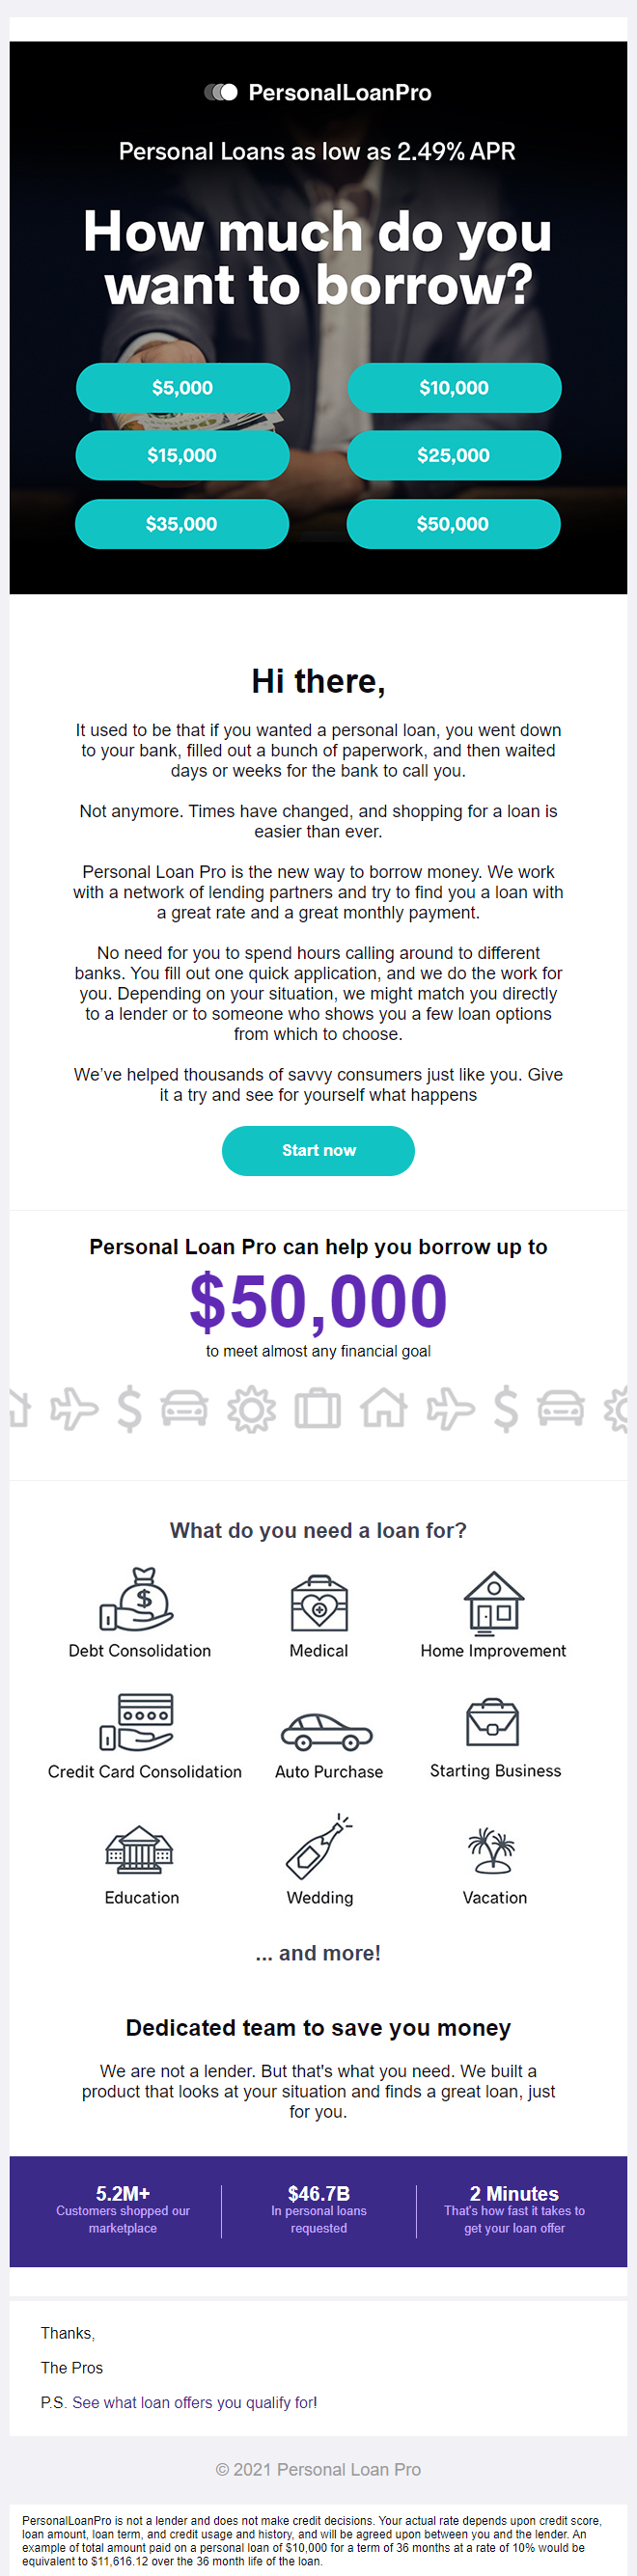 PersonalLoanPro
Personal Loans as low as 2.49% APR
How much do you
want to borrow?
$5,000
$10,000
$15,000
$25,000
$35,000
$50,000
Hi there,
It used to be that if you wanted a personal loan, you went down
to your bank, filled out a bunch of paperwork, and then waited
days or weeks for the bank to call you.
Not anymore. Times have changed, and shopping for a loan is
easier than ever.
Personal Loan Pro is the new way to borrow money. We work
with a network of lending partners and try to find you a loan with
a great rate and a great monthly payment.
No need for you to spend hours calling around to different
banks. You fill out one quick application, and we do the work for
you. Depending on your situation, we might match you directly
to a lender or to someone who shows you a few loan options
from which to choose.
We’ve helped thousands of savvy consumers just like you. Give
it a try and see for yourself what happens
Start now
Personal Loan Pro can help you borrow up to
$50,000
to meet almost any financial goal
What do you need a loan for?
Debt Consolidation
Medical
Home Improvement
Credit Card Consolidation
Auto Purchase
Starting Business
Education
Wedding
Vacation
... and more!
Dedicated team to save you money
We are not a lender. But that's what you need. We built a
product that looks at your situation and finds a great loan, just
for you.
5.2M+
Customers shopped our
marketplace
$46.7B
In personal loans
requested
2 Minutes
That's how fast it takes to
get your loan offer
Thanks,
The Pros
P.S. See what loan offers you qualify for!
© 2021 Personal Loan Pro
PersonalLoanPro is not a lender and does not make credit decisions. Your actual rate depends upon credit score,
loan amount, loan term, and credit usage and history, and will be agreed upon between you and the lender. An
example of total amount paid on a personal loan of $10,000 for a term of 36 months at a rate of 10% would be
equivalent to $11,616.12 over the 36 month life of the loan.